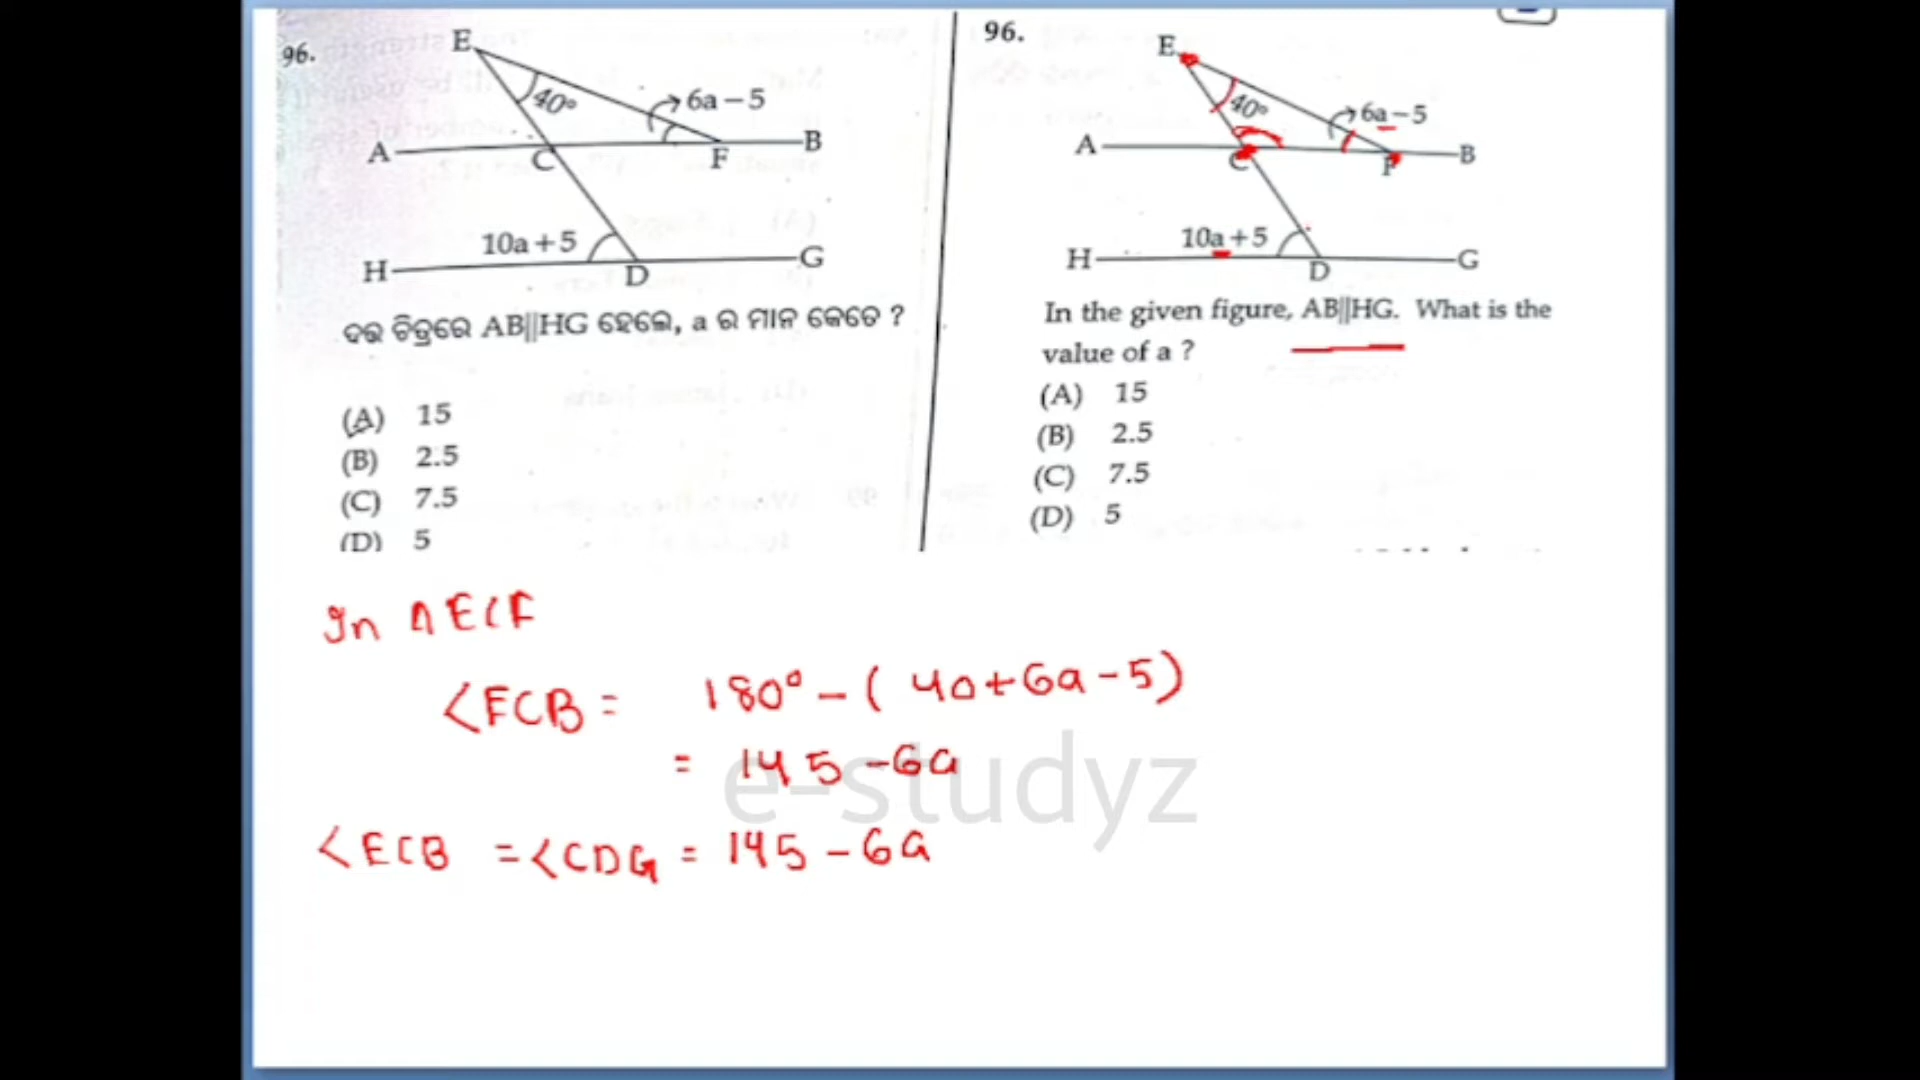 96.
E
40°
6a – 5
A
C
F
B
10a + 5
H
D
G
ଦତ୍ତ ଚିତ୍ରରେ AB||HG ହେଲେ, a ର ମାନ କେତେ ?
(A) 15
(B) 2.5
(C) 7.5
(D) 5
96.
E
40°
6a – 5
A
C
F
B
10a + 5
H
D
G
In the given figure, AB||HG. What is the
value of a ?
(A) 15
(B) 2.5
(C) 7.5
(D) 5
In Δ ECF
<ECB = 180° – ( 40+6a – 5)
= 145 – 6a
<ECB = <CDG = 145 – 6a
e-studyz